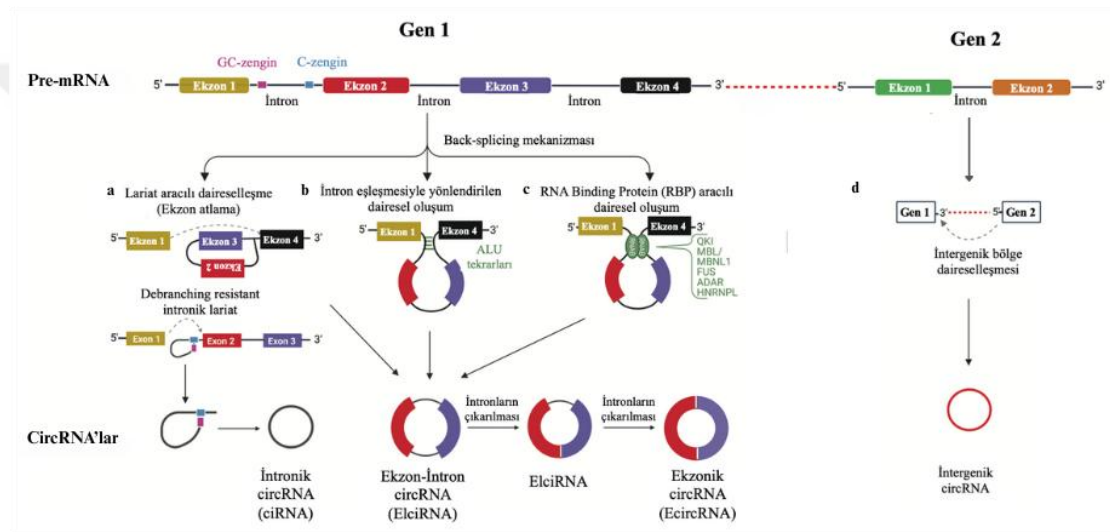 Gen 1
Gen 2
GC-zengin
C-zengin
Pre-mRNA
5'
Ekzon 1
Ekzon 2
Ekzon 3
Ekzon 4
3'
5'
Ekzon 1
Ekzon 2
3'
İntron
İntron
İntron
İntron
Back-splicing mekanizması
a
Lariat aracılı daireselleşme
(Ekzon atlama)
5'
Ekzon 1
Ekzon 3
Ekzon 4
3'
Ekzon 2
Debranching resistant
intronik lariat
5'
Exon 1
Exon 2
Exon 3
3'
b
İntron eşleşmesiyle yönlendirilen
dairesel oluşum
5'
Ekzon 1
Ekzon 4
3'
ALU
tekrarları
c
RNA Binding Protein (RBP) aracılı
dairesel oluşum
5'
Ekzon 1
Ekzon 4
3'
QKI
MBL/
MBNL1
FUS
ADAR
HNRNPL
d
Gen 1
3'
5'
Gen 2
İntergenik bölge
daireselleşmesi
CircRNA'lar
İntronik
circRNA
(ciRNA)
Ekzon-İntron
circRNA
(ElciRNA)
İntronların
çıkarılması
ElciRNA
İntronların
çıkarılması
Ekzonik
circRNA
(EcircRNA)
İntergenik
circRNA